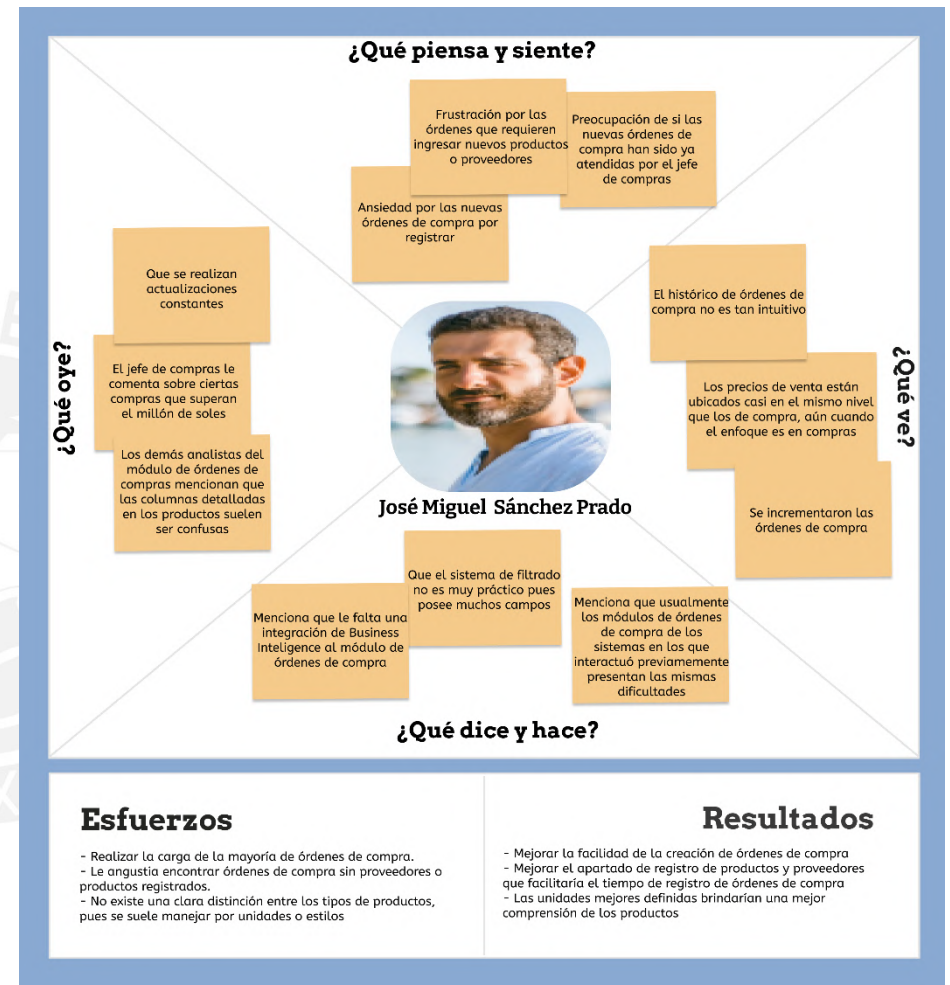 ¿Qué piensa y siente?
Frustración por las
órdenes que requieren
ingresar nuevos productos
o proveedores
Preocupación de si las
nuevas órdenes de
compra han sido ya
atendidas por el jefe
de compras
Ansiedad por las nuevas
órdenes de compra por
registrar
¿Qué oye?
Que se realizan
actualizaciones
constantes
El jefe de compras le
comenta sobre ciertas
compras que superan
el millón de soles
Los demás analistas del
módulo de órdenes de
compras mencionan que
las columnas detalladas
en los productos suelen
ser confusas
¿Qué ve?
El histórico de órdenes de
compra no es tan intuitivo
Los precios de venta están
ubicados casi en el mismo nivel
que los de compra, aún cuando
el enfoque es en compras
Se incrementaron las
órdenes de compra
José Miguel Sánchez Prado
Menciona que le falta una
integración de Business
Inteligence al módulo de
órdenes de compra
Que el sistema de filtrado
no es muy práctico pues
posee muchos campos
Menciona que usualmente
los módulos de órdenes
de compra de los
sistemas en los que
interactuó previamemente
presentan las mismas
dificultades
¿Qué dice y hace?
Esfuerzos
- Realizar la carga de la mayoría de órdenes de compra.
- Le angustia encontrar órdenes de compra sin proveedores o
productos registrados.
- No existe una clara distinción entre los tipos de productos,
pues se suele manejar por unidades o estilos
Resultados
- Mejorar la facilidad de la creación de órdenes de compra
- Mejorar el apartado de registro de productos y proveedores
que facilitaría el tiempo de registro de órdenes de compra
- Las unidades mejores definidas brindarían una mejor
comprensión de los productos